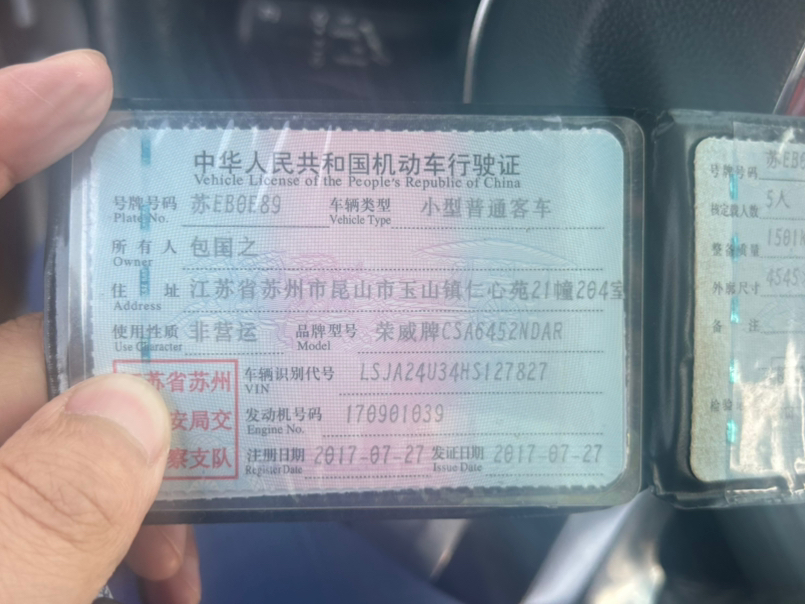 中华人民共和国机动车行驶证
Vehicle License of the People's Republic of China
号牌号码 苏EB0E89 车辆类型 小型普通客车
Plate No. Vehicle Type
所有人 包国之
Owner
住址 江苏省苏州市昆山市玉山镇仁心苑21幢204室
Address
使用性质 非营运 品牌型号 荣威牌CSA6452NDAR
Use Character Model
车辆识别代号 LSJA24U34HS127827
VIN
发动机号码 170901039
Engine No.
注册日期 2017-07-27 发证日期 2017-07-27
Register Date Issue Date
苏省苏州
安局交
察支队
号牌号码 苏EB
核定载人数 5人
整备质量
外廓尺寸
备注